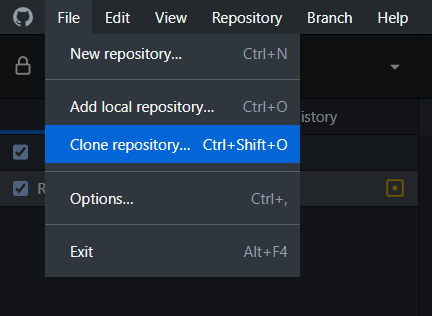 File Edit View Repository Branch Help
New repository... Ctrl+N
Add local repository... Ctrl+O
istory
Clone repository... Ctrl+Shift+O
R
Options... Ctrl+,
Exit Alt+F4